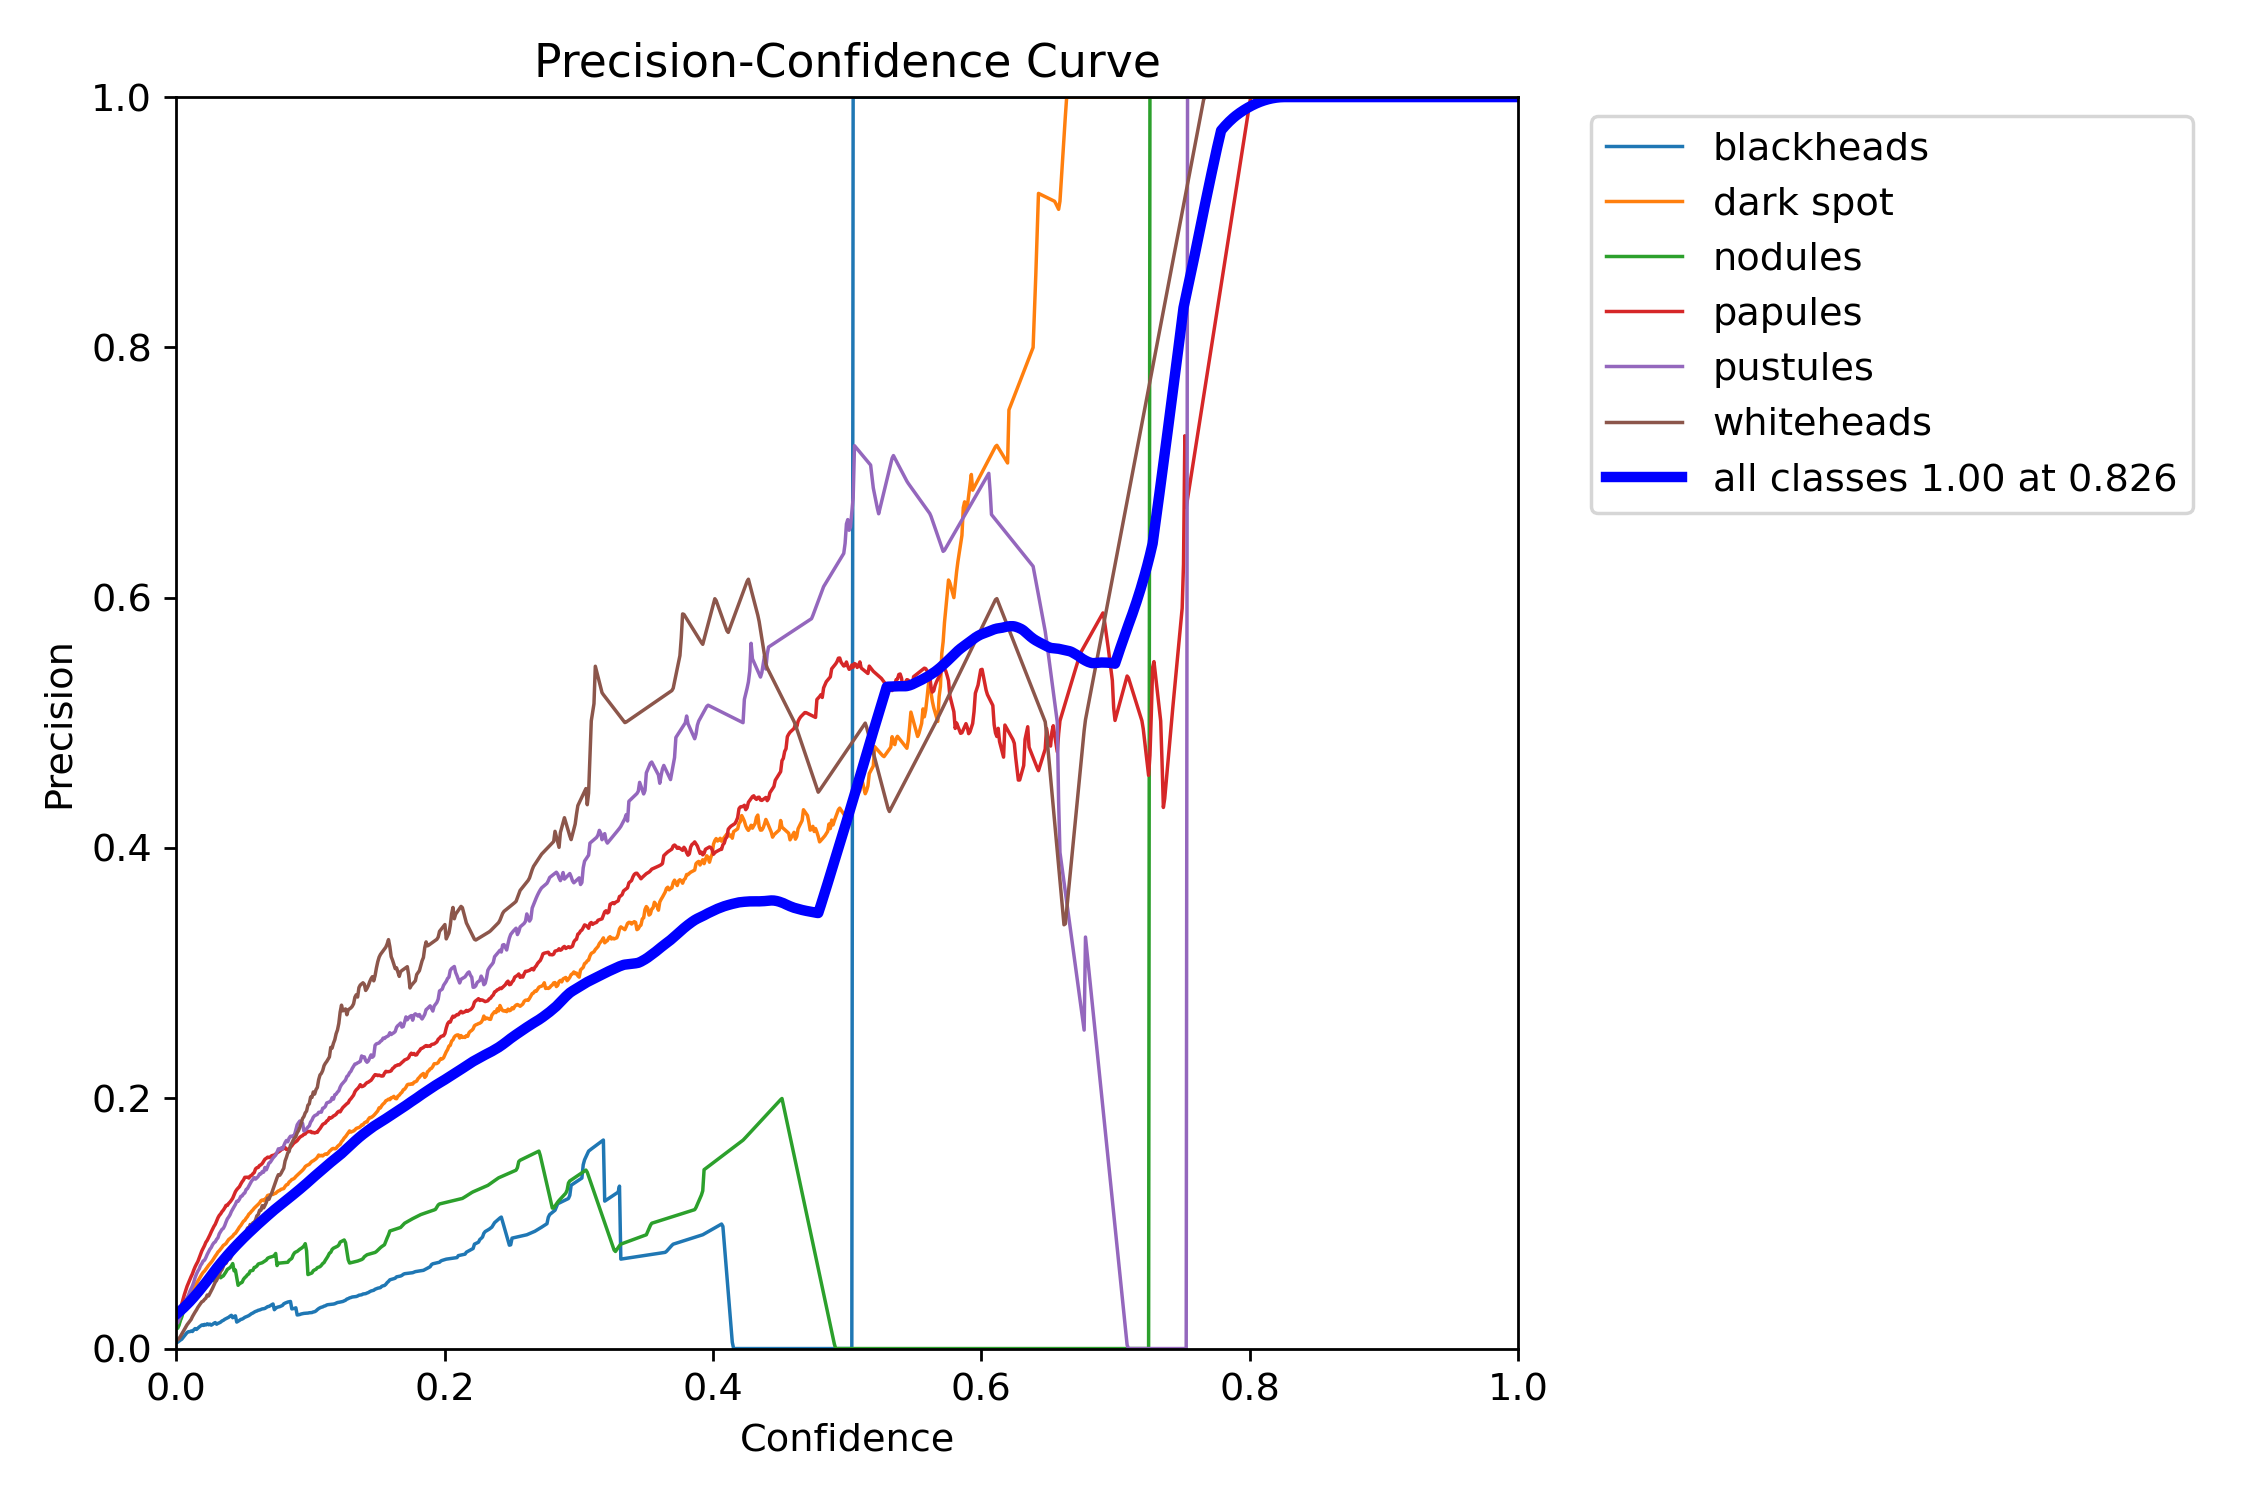 Precision-Confidence Curve
1.0
0.8
0.6
0.4
0.2
0.0
Precision
0.0 0.2 0.4 0.6 0.8 1.0
Confidence
blackheads
dark spot
nodules
papules
pustules
whiteheads
all classes 1.00 at 0.826